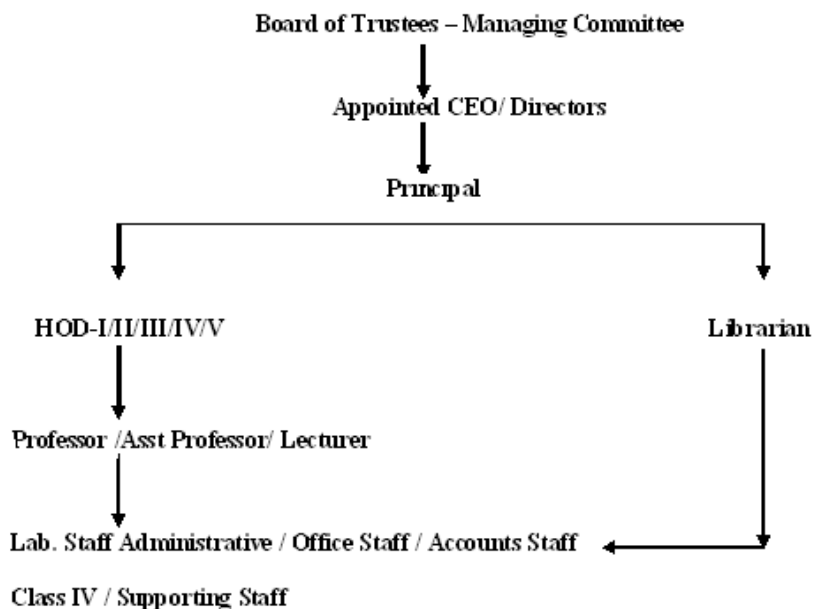 Board of Trustees – Managing Committee
Appointed CEO/ Directors
Principal
HOD-I/II/III/IV/V
Librarian
Professor /Asst Professor/ Lecturer
Lab. Staff Administrative / Office Staff / Accounts Staff
Class IV / Supporting Staff